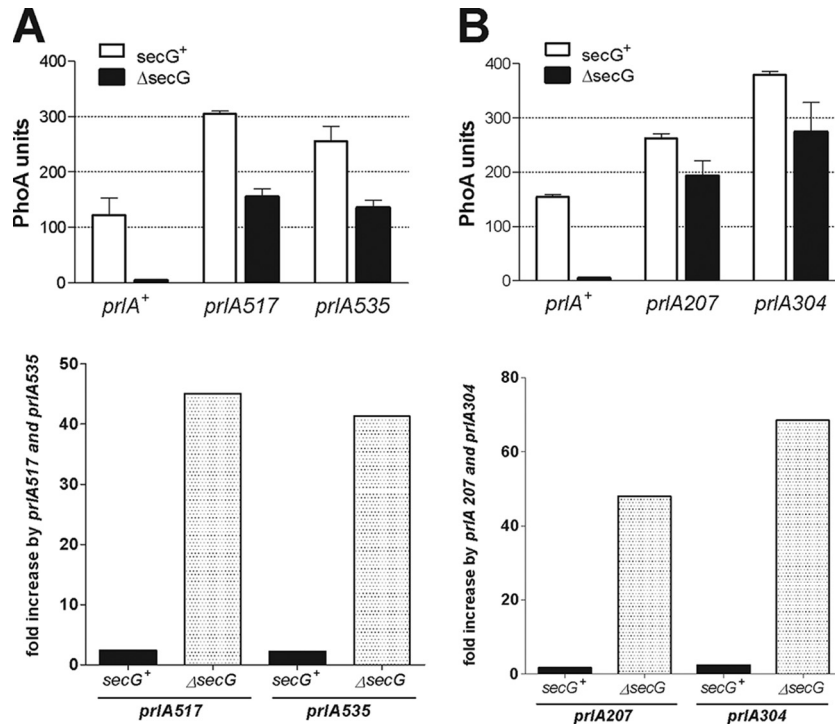 A
secG+
ΔsecG
PhoA units
400
300
200
100
0
prlA+
prlA517
prlA535
B
secG+
ΔsecG
PhoA units
400
300
200
100
0
prlA+
prlA207
prlA304
fold increase by prlA517 and prlA535
50
40
30
20
10
0
secG+
ΔsecG
secG+
ΔsecG
prlA517
prlA535
fold increase by prlA 207 and prlA304
80
60
40
20
0
secG+
ΔsecG
secG+
ΔsecG
prlA207
prlA304